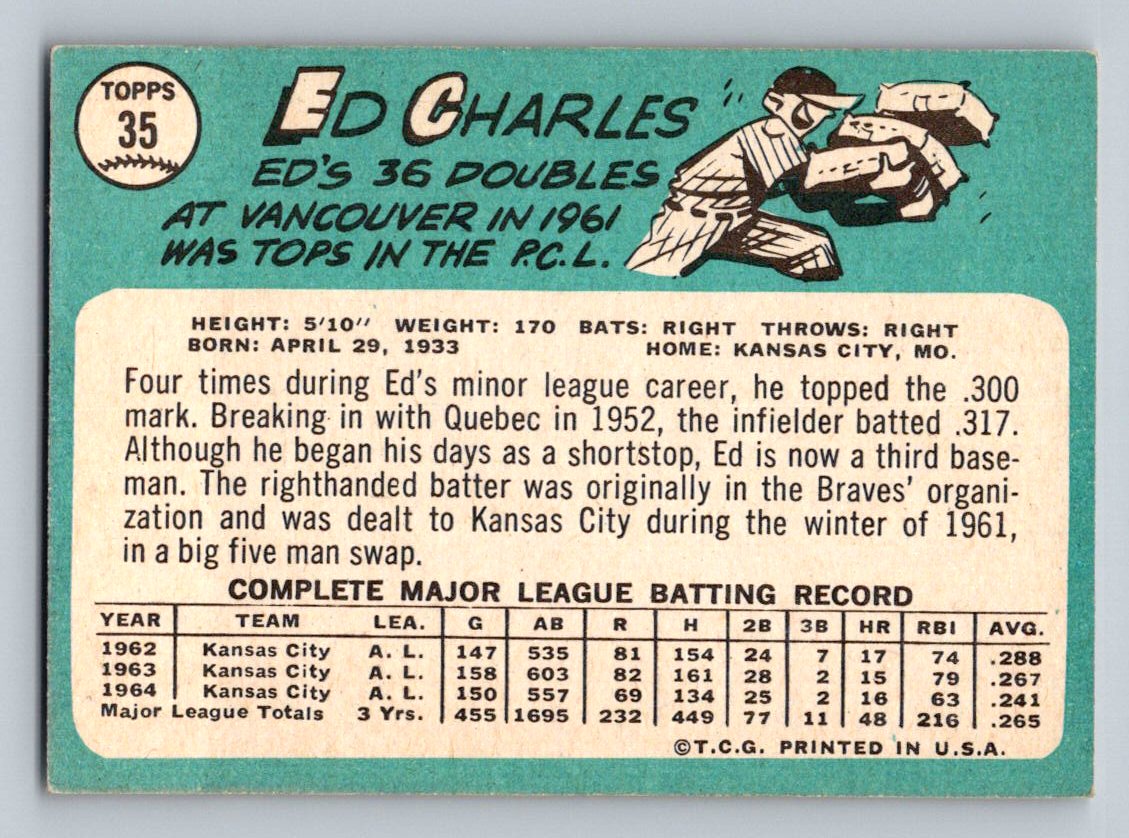 TOPPS
35
ED CHARLES
ED'S 36 DOUBLES
AT VANCOUVER IN 1961
WAS TOPS IN THE P.C.L.
HEIGHT: 5'10" WEIGHT: 170 BATS: RIGHT THROWS: RIGHT
BORN: APRIL 29, 1933 HOME: KANSAS CITY, MO.
Four times during Ed's minor league career, he topped the .300
mark. Breaking in with Quebec in 1952, the infielder batted .317.
Although he began his days as a shortstop, Ed is now a third base-
man. The righthanded batter was originally in the Braves' organi-
zation and was dealt to Kansas City during the winter of 1961,
in a big five man swap.
COMPLETE MAJOR LEAGUE BATTING RECORD
YEAR TEAM LEA. G AB R H 2B 3B HR RBI AVG.
1962 Kansas City A. L. 147 535 81 154 24 7 17 74 .288
1963 Kansas City A. L. 158 603 82 161 28 2 15 79 .267
1964 Kansas City A. L. 150 557 69 134 25 2 16 63 .241
Major League Totals 3 Yrs. 455 1695 232 449 77 11 48 216 .265
©T.C.G. PRINTED IN U.S.A.